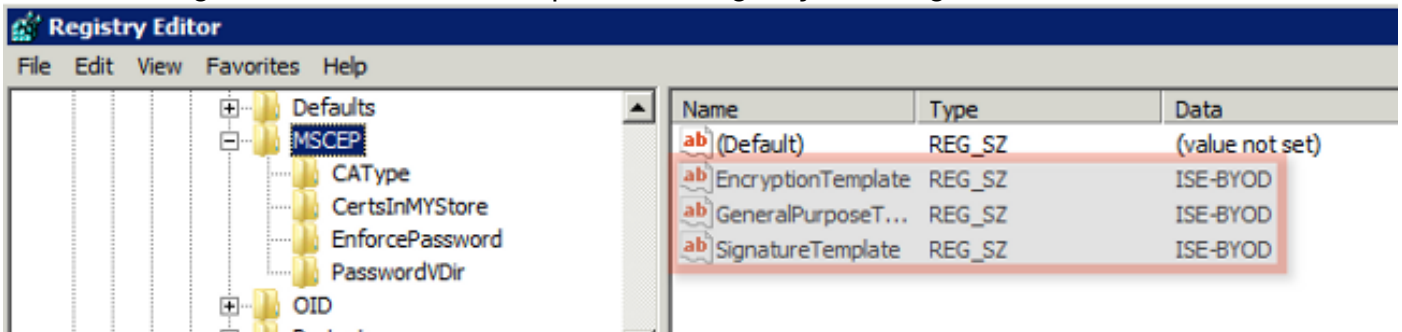 Registry Editor
File Edit View Favorites Help
Defaults
MSCEP
CAType
CertsInMYStore
EnforcePassword
PasswordVDir
OID
Name Type Data
(Default) REG_SZ (value not set)
EncryptionTemplate REG_SZ ISE-BYOD
GeneralPurposeT... REG_SZ ISE-BYOD
SignatureTemplate REG_SZ ISE-BYOD